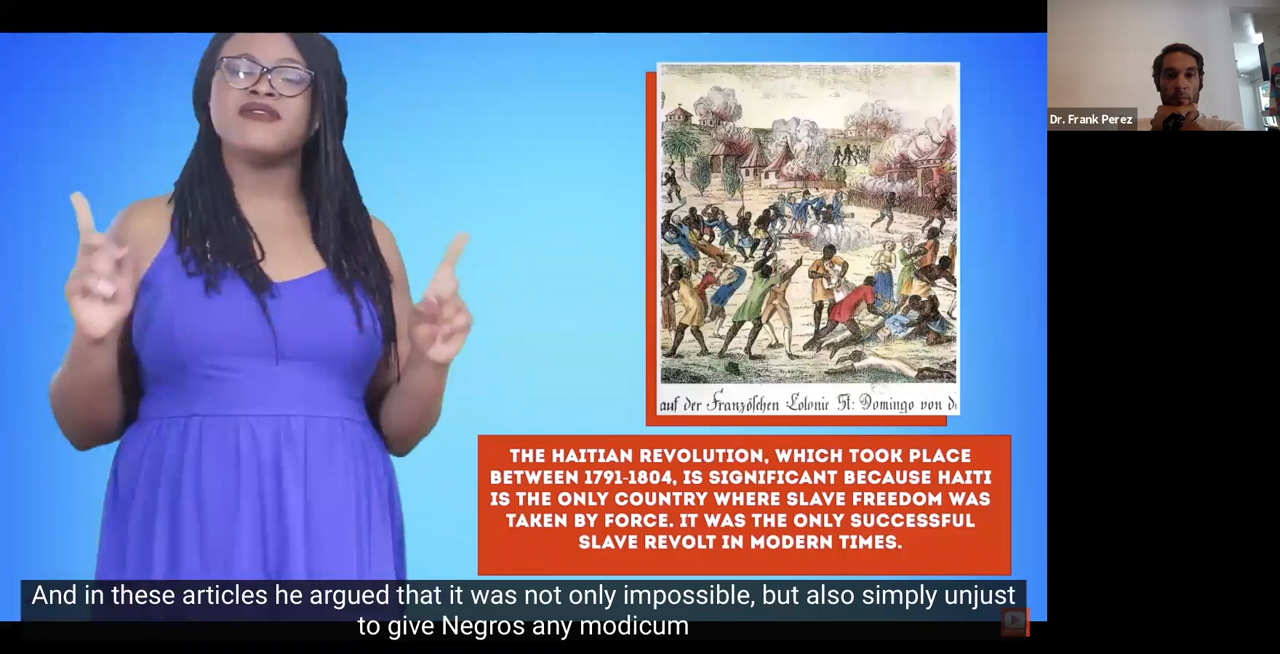 Dr. Frank Perez
auf der Französchen Colonie St: Domingo von
THE HAITIAN REVOLUTION, WHICH TOOK PLACE
BETWEEN 1791-1804, IS SIGNIFICANT BECAUSE HAITI
IS THE ONLY COUNTRY WHERE SLAVE FREEDOM WAS
TAKEN BY FORCE. IT WAS THE ONLY SUCCESSFUL
SLAVE REVOLT IN MODERN TIMES.
And in these articles he argued that it was not only impossible, but also simply unjust
to give Negros any modicum